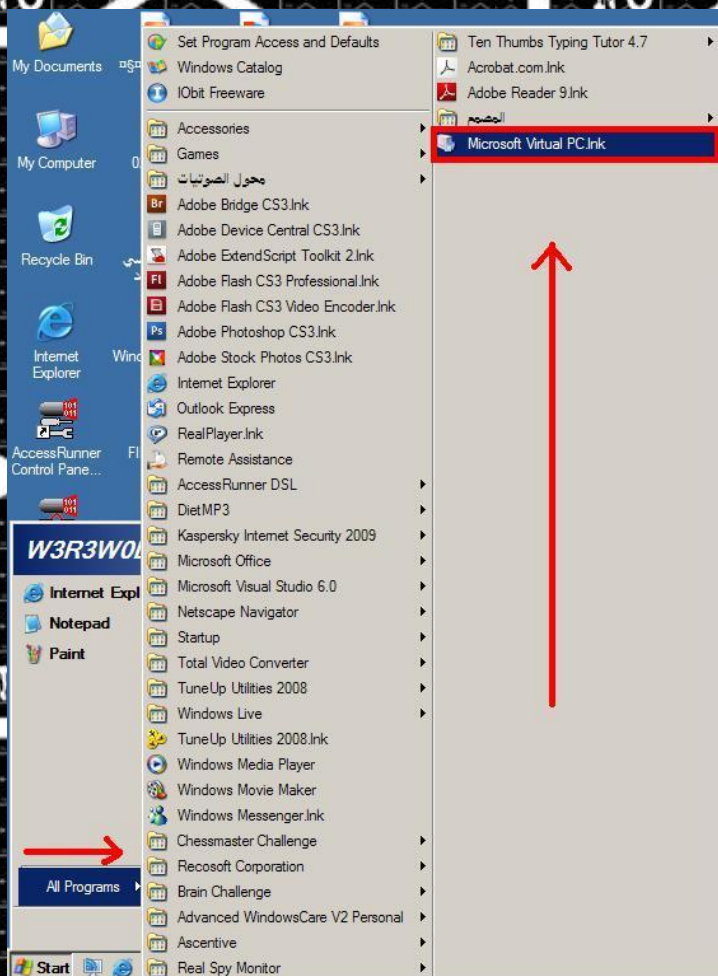 My Documents
My Computer
Recycle Bin
Internet
Explorer
AccessRunner
Control Pane...
W3R3W0
Internet Expl
Notepad
Paint
All Programs
Start
Set Program Access and Defaults
Windows Catalog
IObit Freeware
Accessories
Games
محول الصوتيات
Adobe Bridge CS3.lnk
Adobe Device Central CS3.lnk
Adobe ExtendScript Toolkit 2.lnk
Adobe Flash CS3 Professional.lnk
Adobe Flash CS3 Video Encoder.lnk
Adobe Photoshop CS3.lnk
Adobe Stock Photos CS3.lnk
Internet Explorer
Outlook Express
RealPlayer.lnk
Remote Assistance
AccessRunner DSL
DietMP3
Kaspersky Internet Security 2009
Microsoft Office
Microsoft Visual Studio 6.0
Netscape Navigator
Startup
Total Video Converter
TuneUp Utilities 2008
Windows Live
TuneUp Utilities 2008.lnk
Windows Media Player
Windows Movie Maker
Windows Messenger.lnk
Chessmaster Challenge
Recosoft Corporation
Brain Challenge
Advanced WindowsCare V2 Personal
Ascentive
Real Spy Monitor
Ten Thumbs Typing Tutor 4.7
Acrobat.com.lnk
Adobe Reader 9.lnk
المصمم
Microsoft Virtual PC.lnk